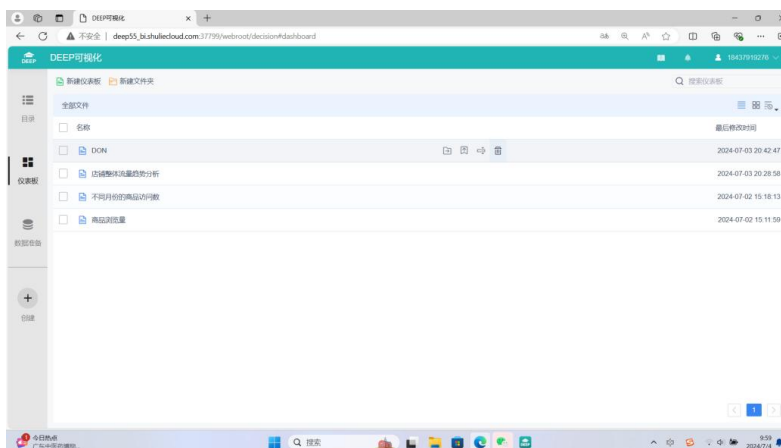 DEEP可视化
不安全 deep55_bi.shuliecloud.com:37799/webroot/decision#dashboard
DEEP DEEP可视化 18437919276
新建仪表板 新建文件夹 搜索仪表板
目录
全部文件
名称 最后修改时间
DON 2024-07-03 20:42:47
店铺整体流量趋势分析 2024-07-03 20:28:58
仪表板
不同月份的商品访问数 2024-07-02 15:18:13
商品浏览量 2024-07-02 15:11:59
数据准备
创建
1
今日热点
搜索
9:59
2024/7/4